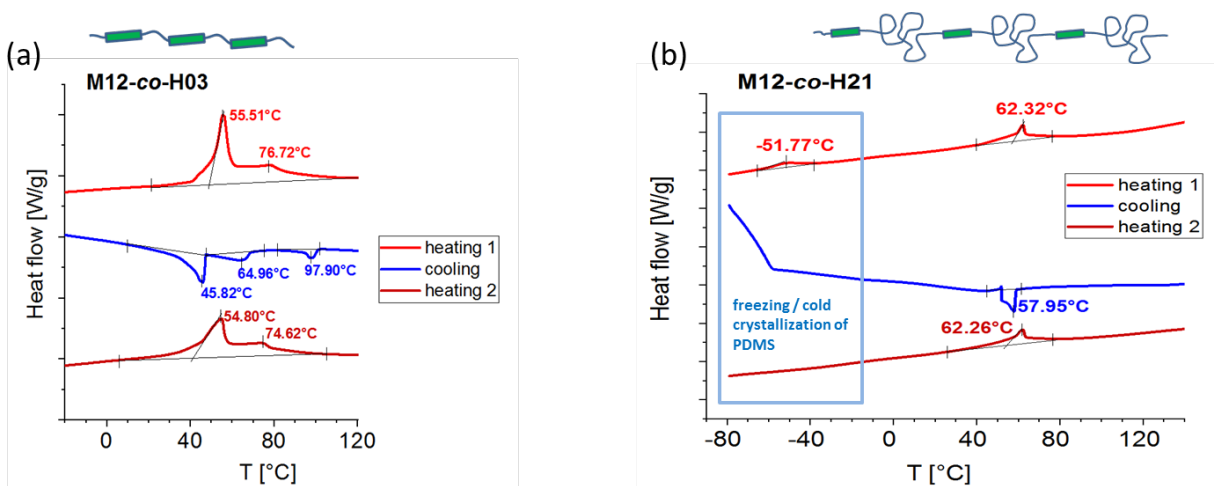 (a)
M12-co-H03
55.51°C
76.72°C
64.96°C
97.90°C
45.82°C
54.80°C
74.62°C
heating 1
cooling
heating 2
Heat flow [W/g]
0 40 80 120
T [°C]
(b)
M12-co-H21
62.32°C
-51.77°C
heating 1
cooling
heating 2
freezing / cold
crystallization of
PDMS
57.95°C
62.26°C
Heat flow [W/g]
-80 -40 0 60 120
T [°C]